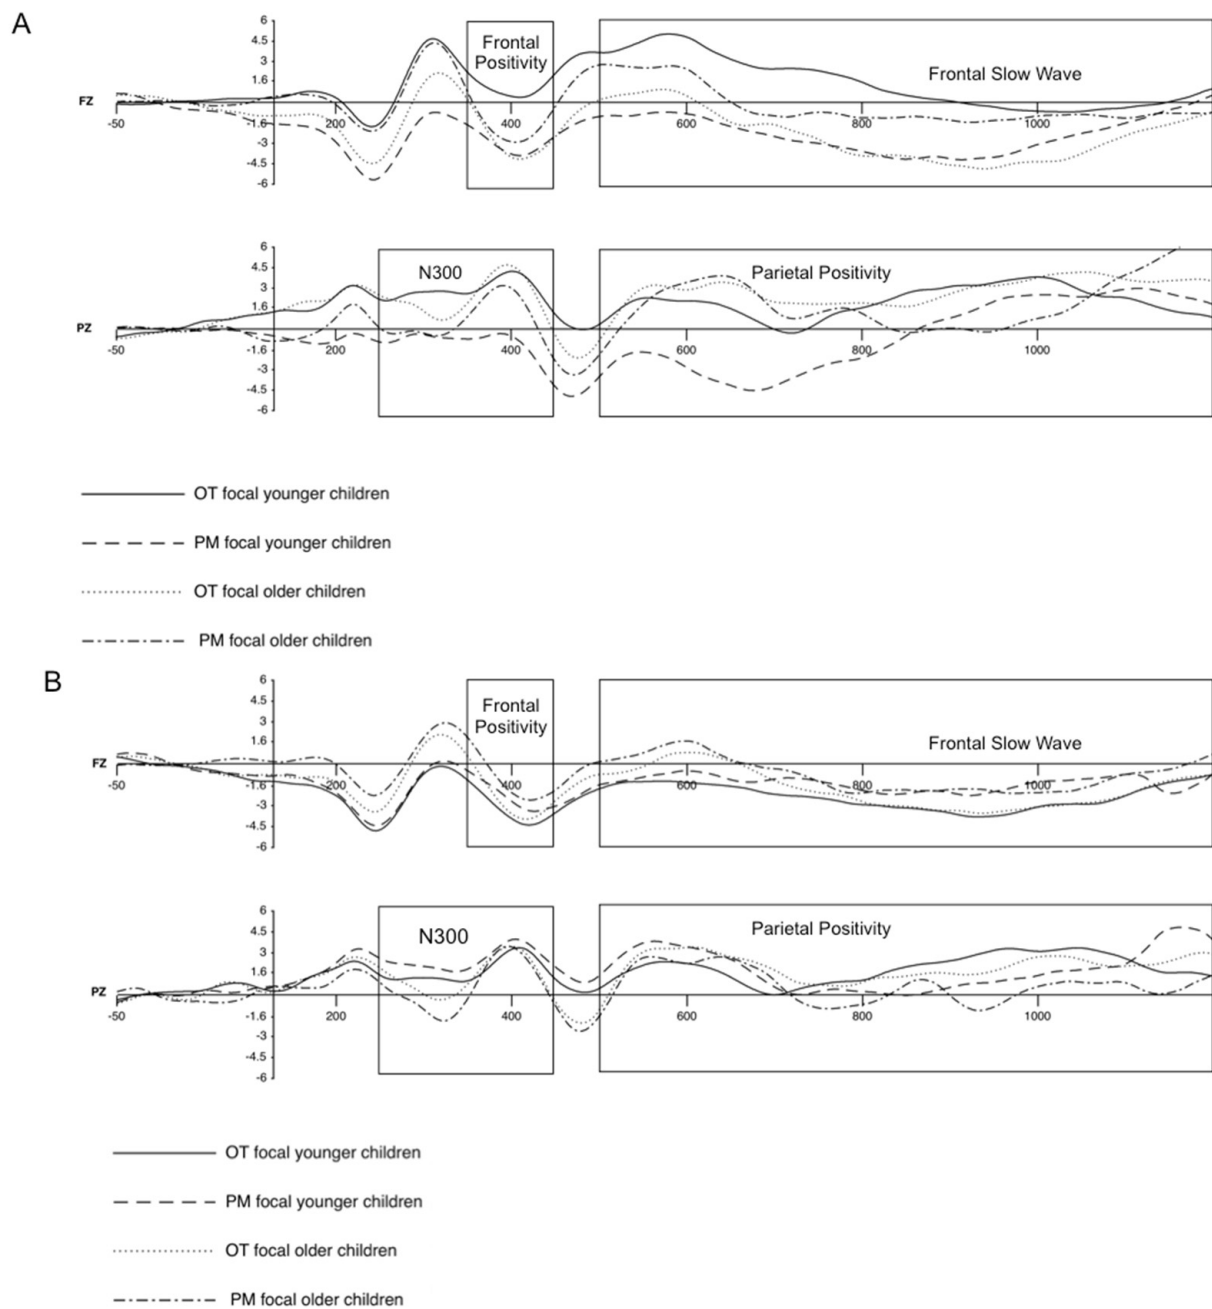 A
6
4.5
3
1.6
FZ
-50
200
400
600
800
1000
-1.6
-3
-4.5
-6
Frontal
Positivity
Frontal Slow Wave
6
4.5
3
1.6
PZ
-50
200
400
600
800
1000
-1.6
-3
-4.5
-6
N300
Parietal Positivity
OT focal younger children
PM focal younger children
OT focal older children
PM focal older children
B
6
4.5
3
1.6
FZ
-50
200
400
600
800
1000
-1.6
-3
-4.5
-6
Frontal
Positivity
Frontal Slow Wave
6
4.5
3
1.6
PZ
-50
200
400
600
800
1000
-1.6
-3
-4.5
-6
N300
Parietal Positivity
OT focal younger children
PM focal younger children
OT focal older children
PM focal older children